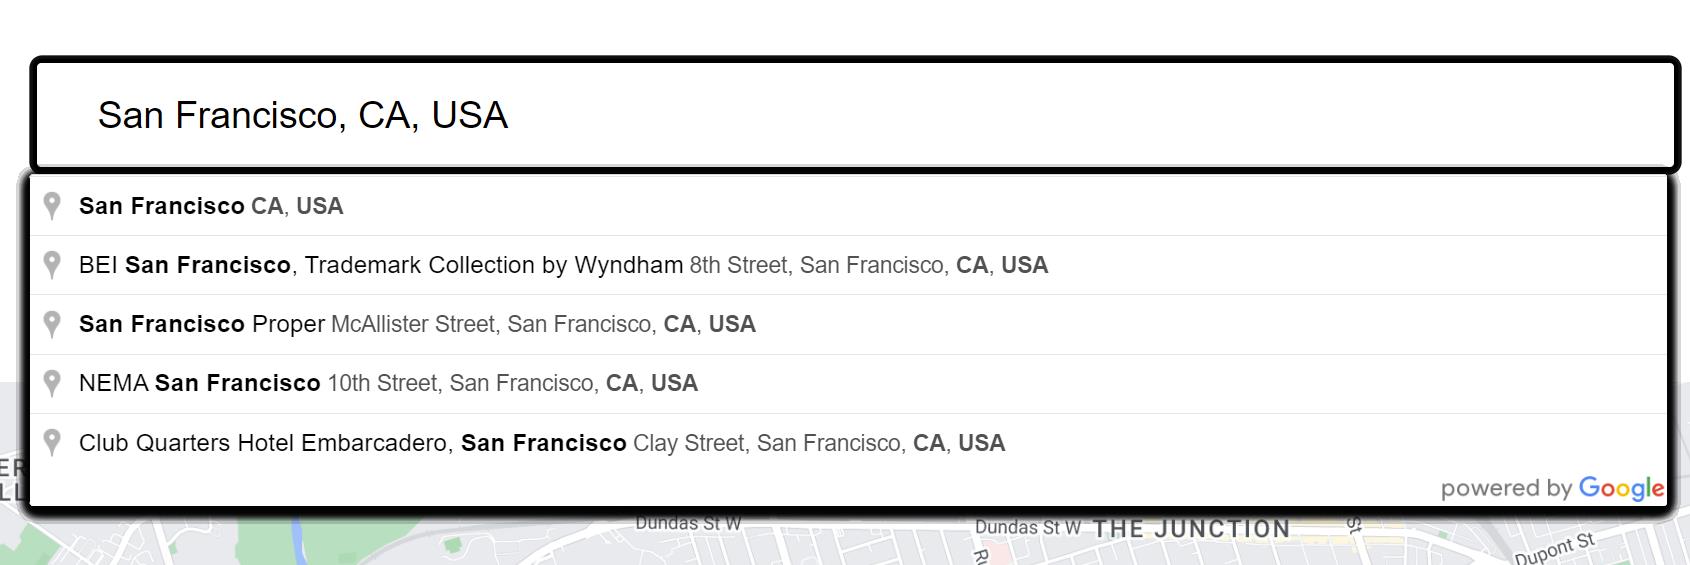 San Francisco, CA, USA
San Francisco CA, USA
BEI San Francisco, Trademark Collection by Wyndham 8th Street, San Francisco, CA, USA
San Francisco Proper McAllister Street, San Francisco, CA, USA
NEMA San Francisco 10th Street, San Francisco, CA, USA
Club Quarters Hotel Embarcadero, San Francisco Clay Street, San Francisco, CA, USA
powered by Google
Dundas St W
Dundas St W
THE JUNCTION
St
Dupont St